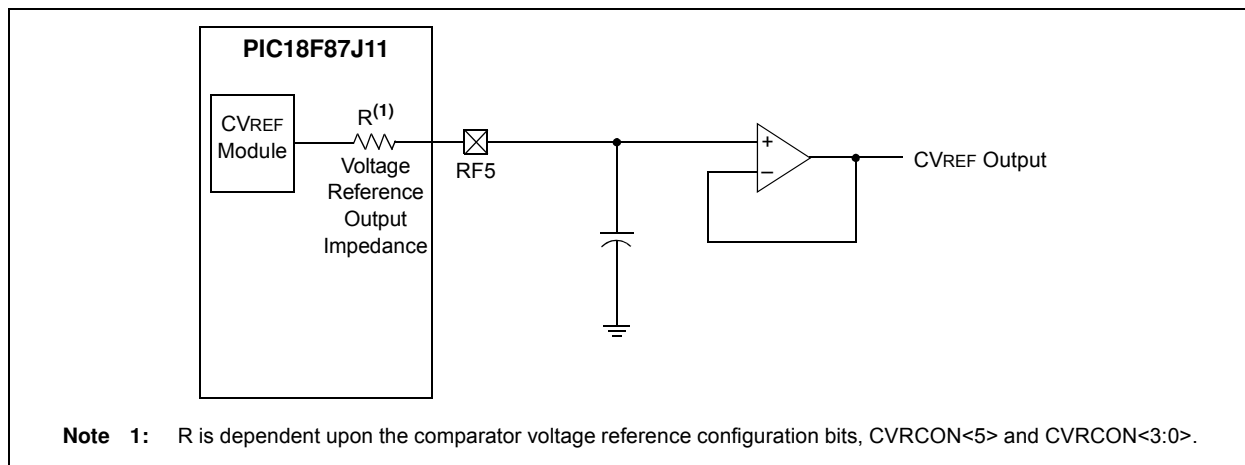 PIC18F87J11
CVREF
Module
R(1)
Voltage
Reference
Output
Impedance
RF5
+
–
CVREF Output
Note 1: R is dependent upon the comparator voltage reference configuration bits, CVRCON<5> and CVRCON<3:0>.